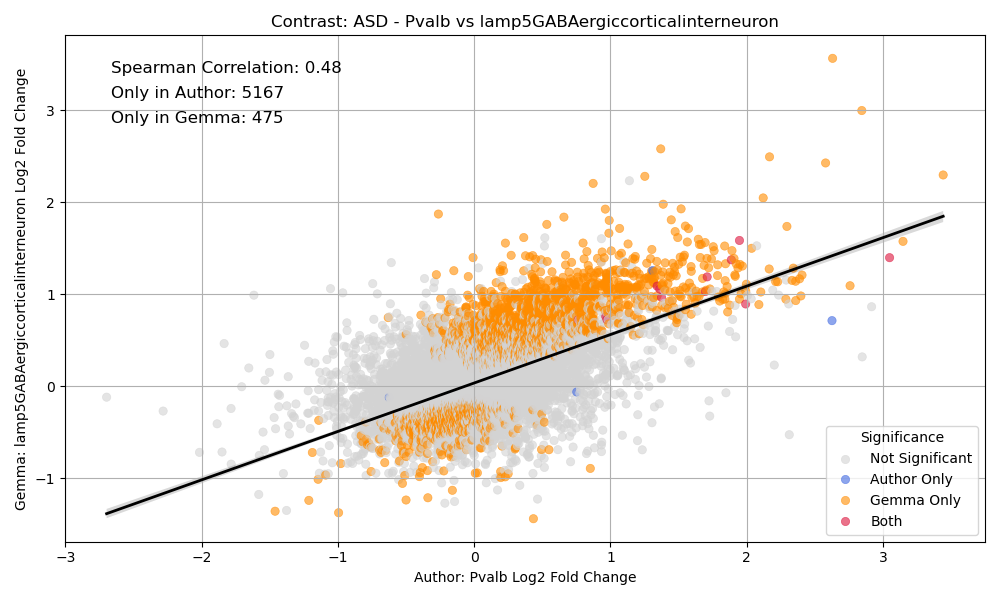 Contrast: ASD - Pvalb vs lamp5GABAergiccorticalinterneuron
Spearman Correlation: 0.48
Only in Author: 5167
Only in Gemma: 475
Gemma: lamp5GABAergiccorticalinterneuron Log2 Fold Change
3
2
1
0
−1
Significance
Not Significant
Author Only
Gemma Only
Both
−3
−2
−1
0
1
2
3
Author: Pvalb Log2 Fold Change